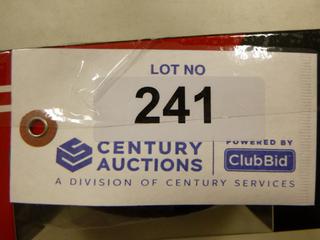 LOT NO
241
CENTURY
AUCTIONS
POWERED BY
ClubBid
A DIVISION OF CENTURY SERVICES